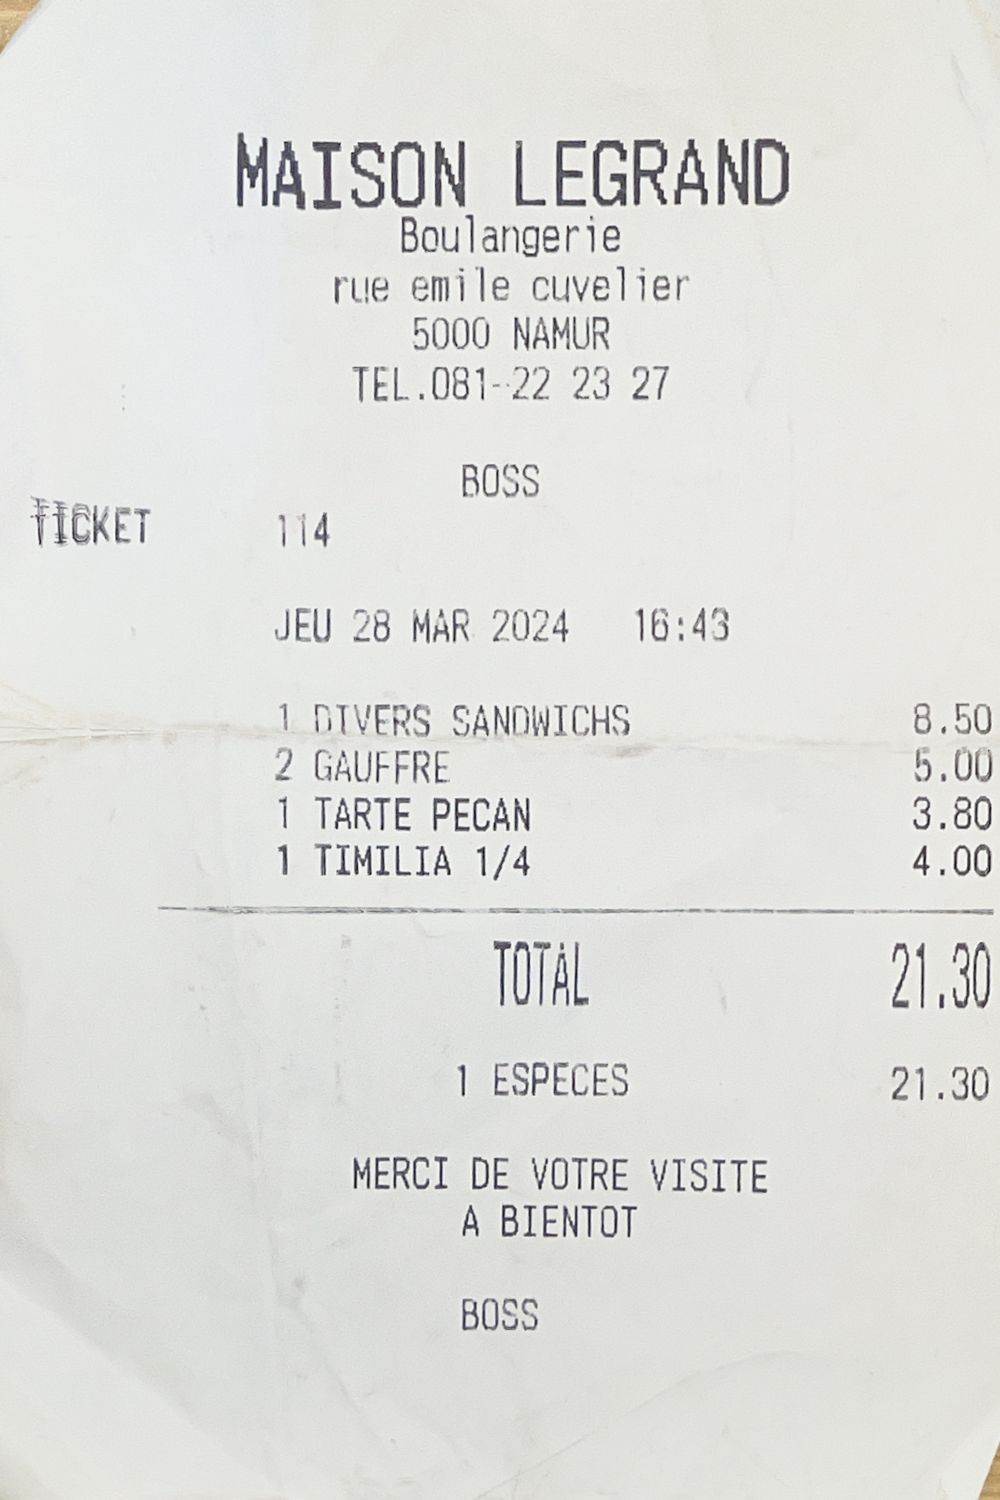 MAISON LEGRAND
Boulangerie
rue emile cuvelier
5000 NAMUR
TEL.081-22 23 27
BOSS
TICKET 114
JEU 28 MAR 2024 16:43
1 DIVERS SANDWICHS 8.50
2 GAUFFRE 5.00
1 TARTE PECAN 3.80
1 TIMILIA 1/4 4.00
TOTAL 21.30
1 ESPECES 21.30
MERCI DE VOTRE VISITE
A BIENTOT
BOSS